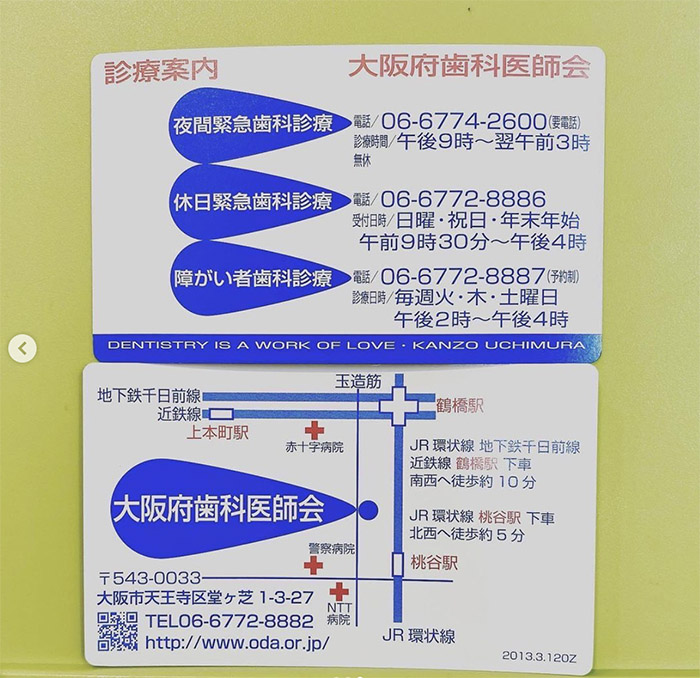 診療案内 大阪府歯科医師会
夜間緊急歯科診療
電話/06-6774-2600(要電話)
診療時間/午後9時～翌午前3時
無休
休日緊急歯科診療
電話/06-6772-8886
受付日時/日曜・祝日・年末年始
午前9時30分～午後4時
障がい者歯科診療
電話/06-6772-8887(予約制)
診療日時/毎週火・木・土曜日
午後2時～午後4時
DENTISTRY IS A WORK OF LOVE・KANZO UCHIMURA
玉造筋
地下鉄千日前線
近鉄線
鶴橋駅
上本町駅
赤十字病院
JR環状線 地下鉄千日前線
近鉄線 鶴橋駅 下車
南西へ徒歩約10分
大阪府歯科医師会
JR環状線 桃谷駅 下車
北西へ徒歩約5分
警察病院
桃谷駅
〒543-0033
大阪市天王寺区堂ヶ芝1-3-27
NTT
病院
TEL06-6772-8882
http://www.oda.or.jp/
JR環状線
2013.3.120Z